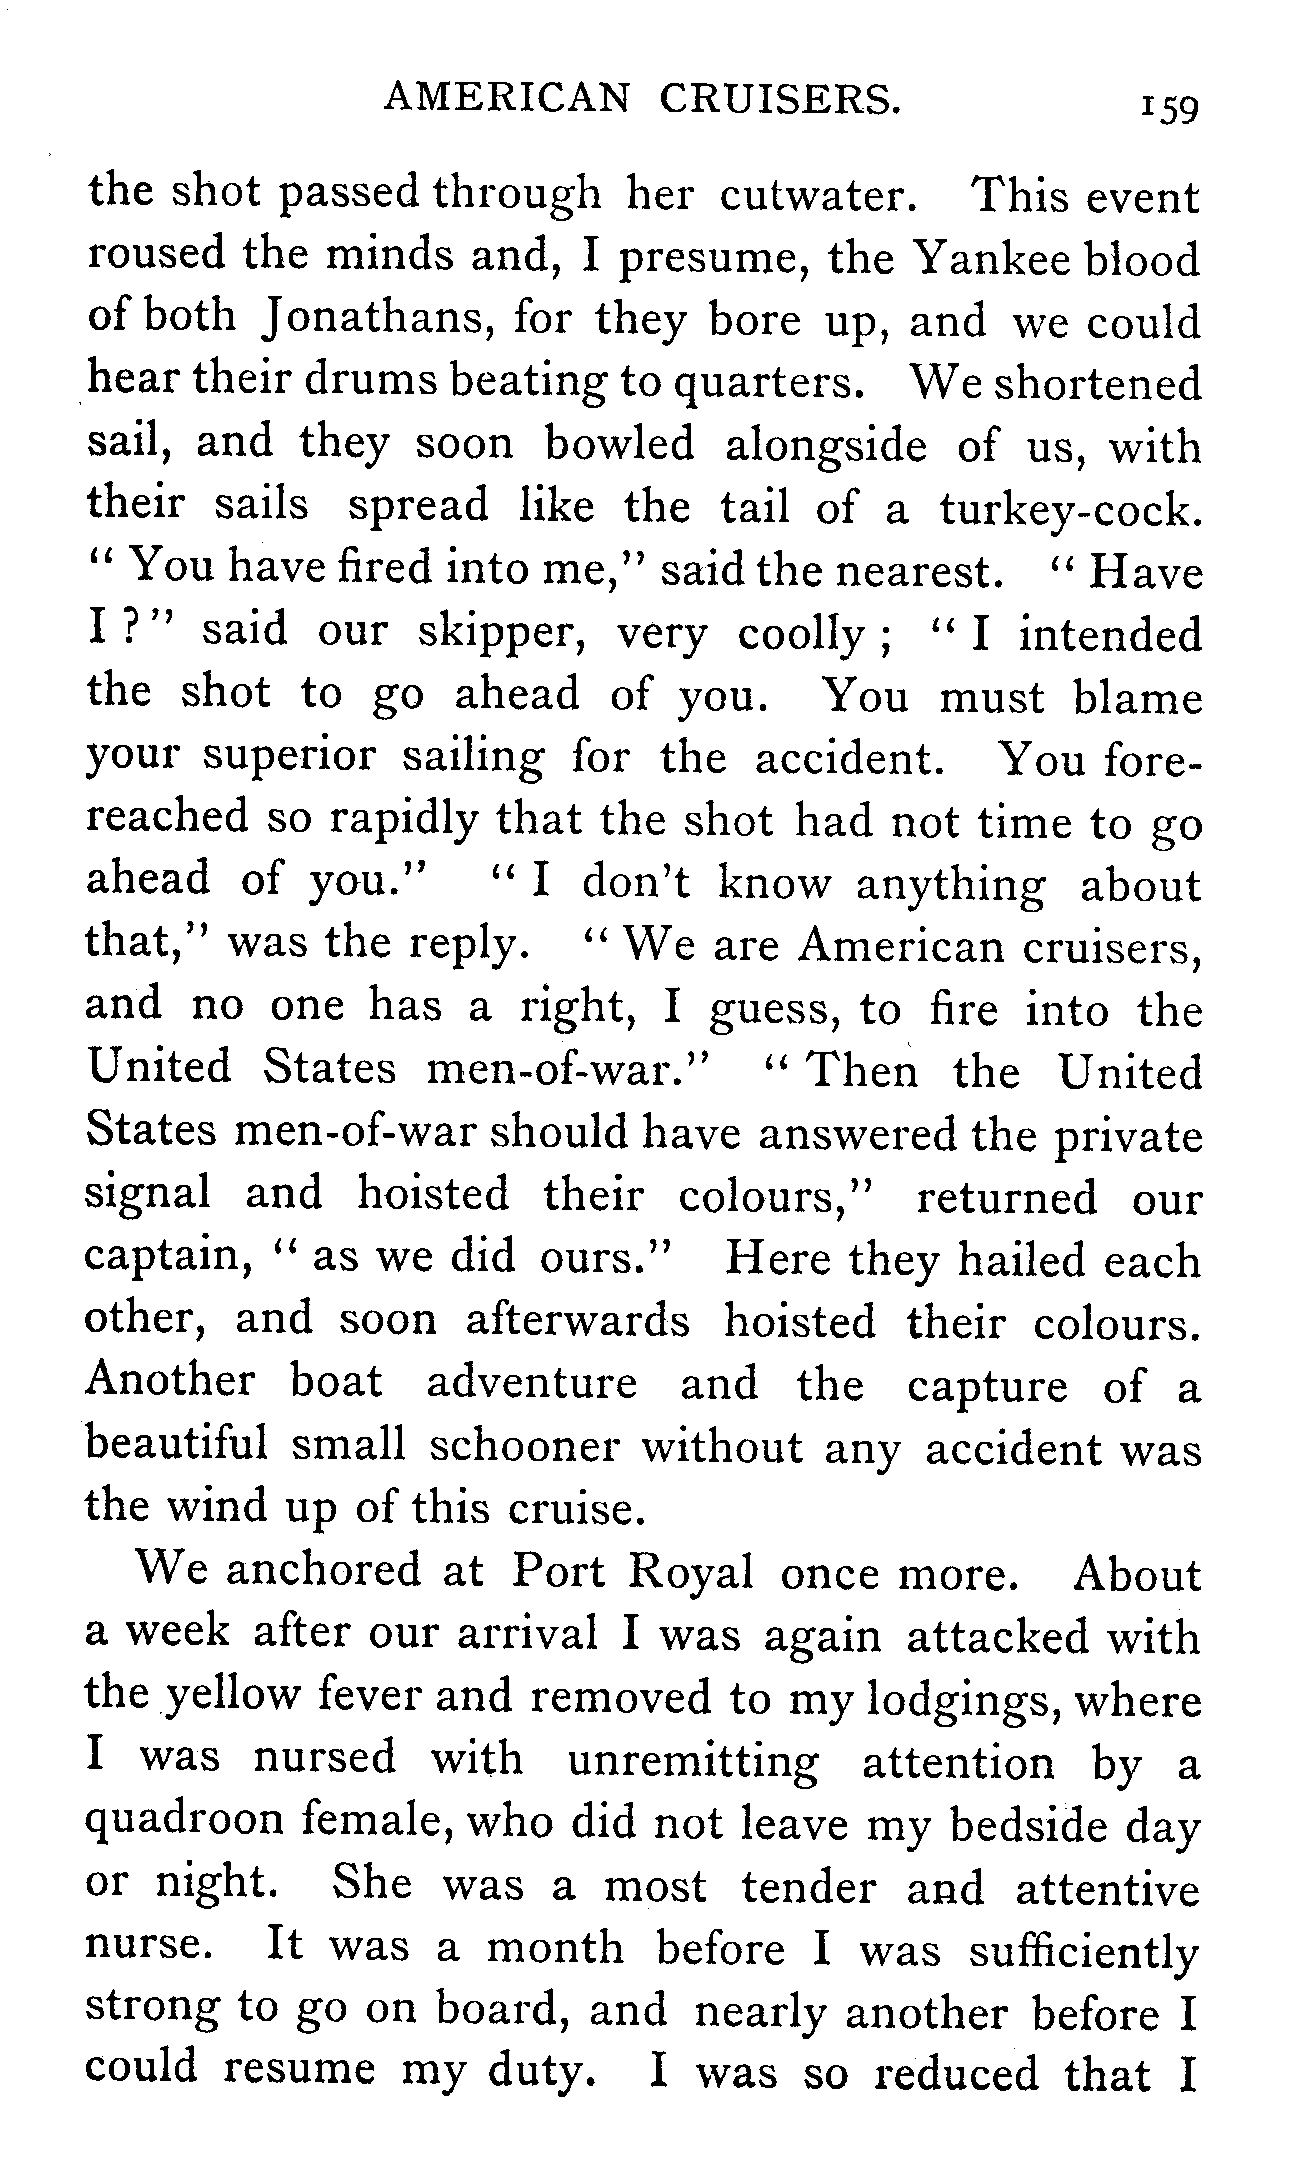 AMERICAN CRUISERS. 159
the shot passed through her cutwater. This event
roused the minds and, I presume, the Yankee blood
of both Jonathans, for they bore up, and we could
hear their drums beating to quarters. We shortened
sail, and they soon bowled alongside of us, with
their sails spread like the tail of a turkey-cock.
" You have fired into me," said the nearest. " Have
I ? " said our skipper, very coolly ; " I intended
the shot to go ahead of you. You must blame
your superior sailing for the accident. You fore-
reached so rapidly that the shot had not time to go
ahead of you." " I don't know anything about
that," was the reply. " We are American cruisers,
and no one has a right, I guess, to fire into the
United States men-of-war." " Then the United
States men-of-war should have answered the private
signal and hoisted their colours," returned our
captain, " as we did ours." Here they hailed each
other, and soon afterwards hoisted their colours.
Another boat adventure and the capture of a
beautiful small schooner without any accident was
the wind up of this cruise.
We anchored at Port Royal once more. About
a week after our arrival I was again attacked with
the yellow fever and removed to my lodgings, where
I was nursed with unremitting attention by a
quadroon female, who did not leave my bedside day
or night. She was a most tender and attentive
nurse. It was a month before I was sufficiently
strong to go on board, and nearly another before I
could resume my duty. I was so reduced that I